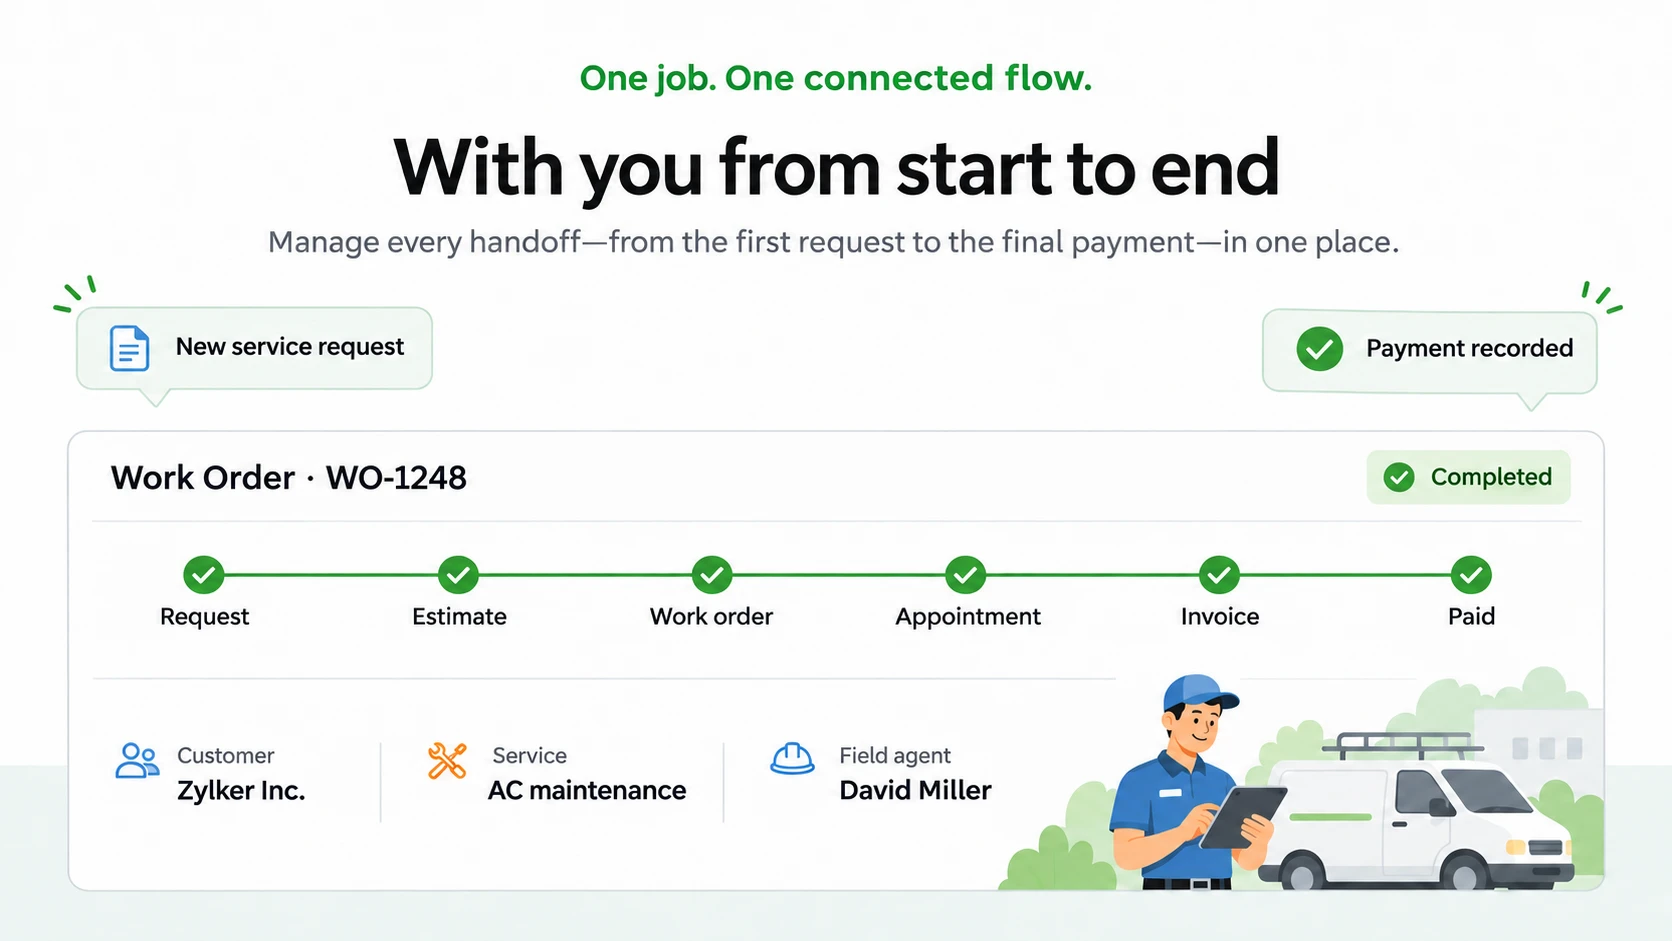 One job. One connected flow.
With you from start to end
Manage every handoff—from the first request to the final payment—in one place.
New service request
Payment recorded
Work Order · WO-1248
Completed
Request
Estimate
Work order
Appointment
Invoice
Paid
Customer
Zylker Inc.
Service
AC maintenance
Field agent
David Miller